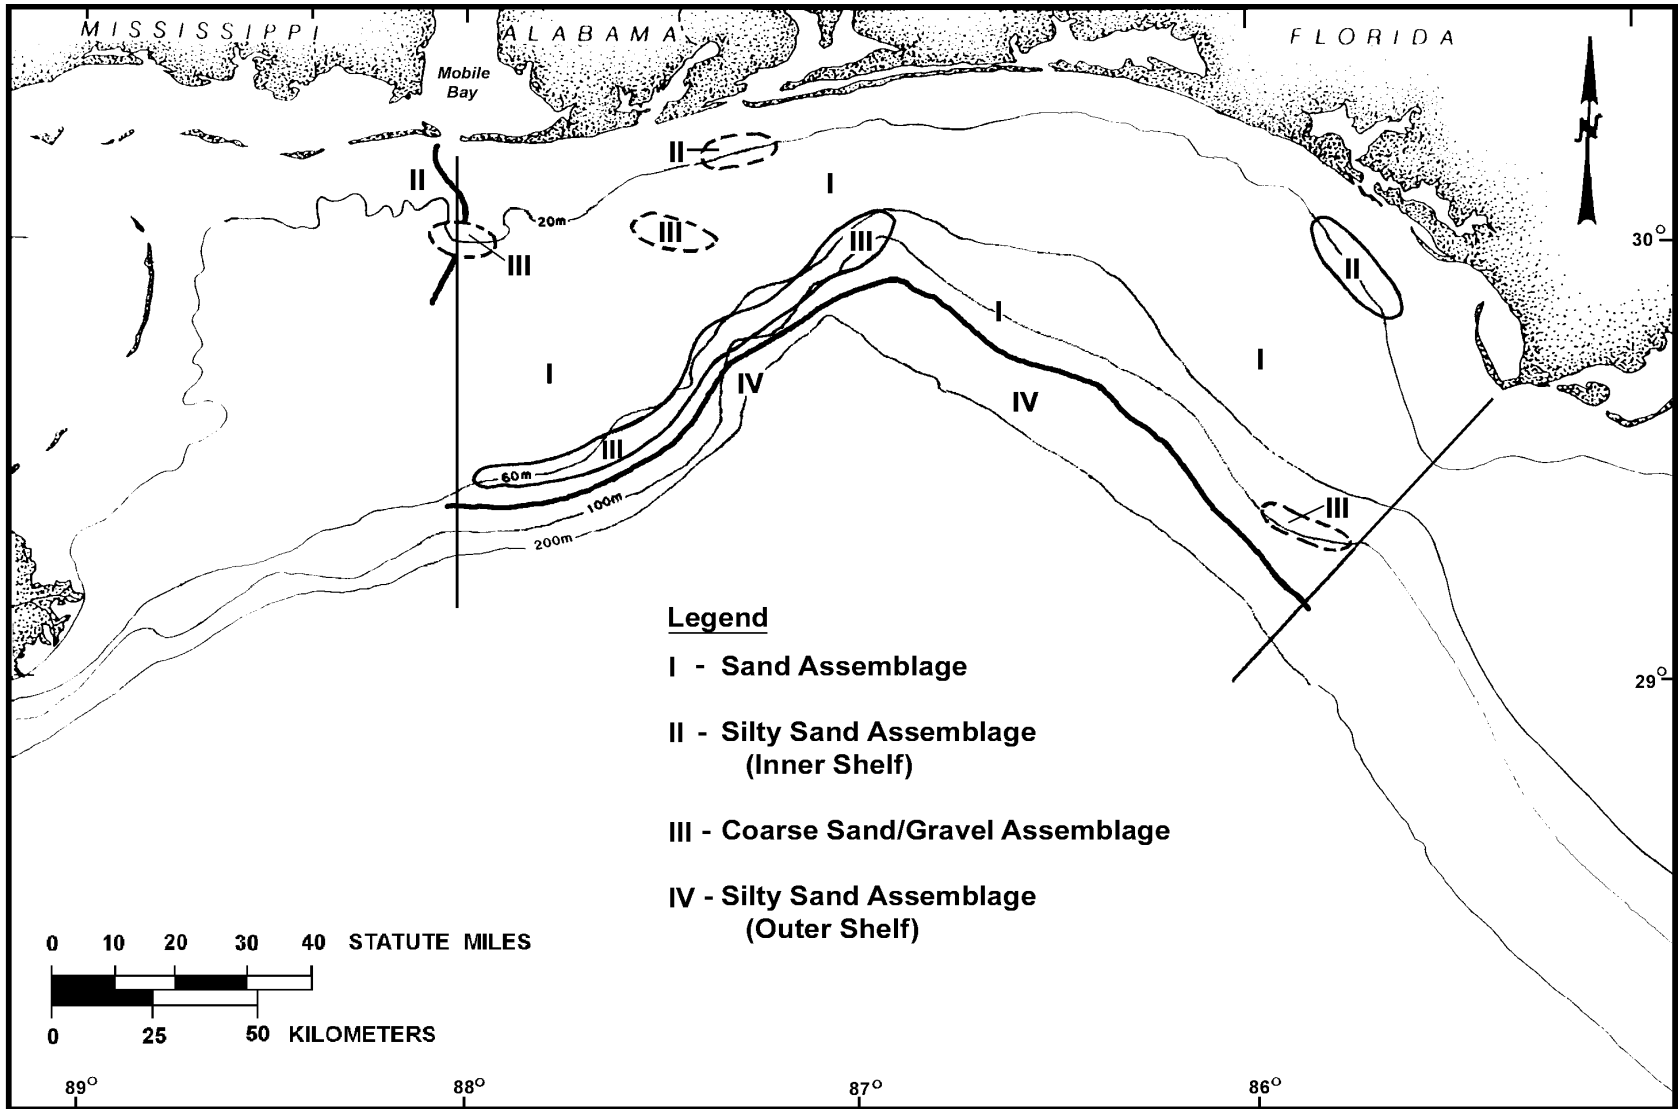 MISSISSIPPI
ALABAMA
FLORIDA
Mobile
Bay
N
II
II
I
20m
III
III
III
30°
II
I
I
I
IV
IV
III
60m
100m
200m
III
Legend
I - Sand Assemblage
II - Silty Sand Assemblage
(Inner Shelf)
III - Coarse Sand/Gravel Assemblage
IV - Silty Sand Assemblage
(Outer Shelf)
29°
0 10 20 30 40 STATUTE MILES
0 25 50 KILOMETERS
89° 88° 87° 86°